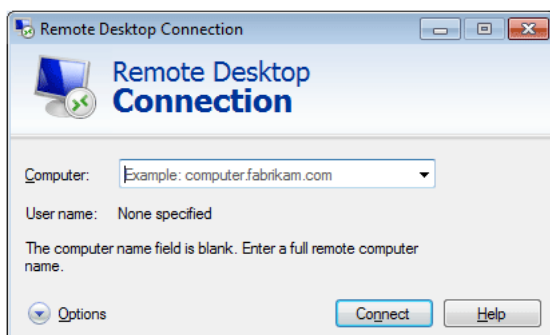 Remote Desktop Connection
Remote Desktop
Connection
Computer: Example: computer.fabrikam.com
User name: None specified
The computer name field is blank. Enter a full remote computer
name.
Options Connect Help